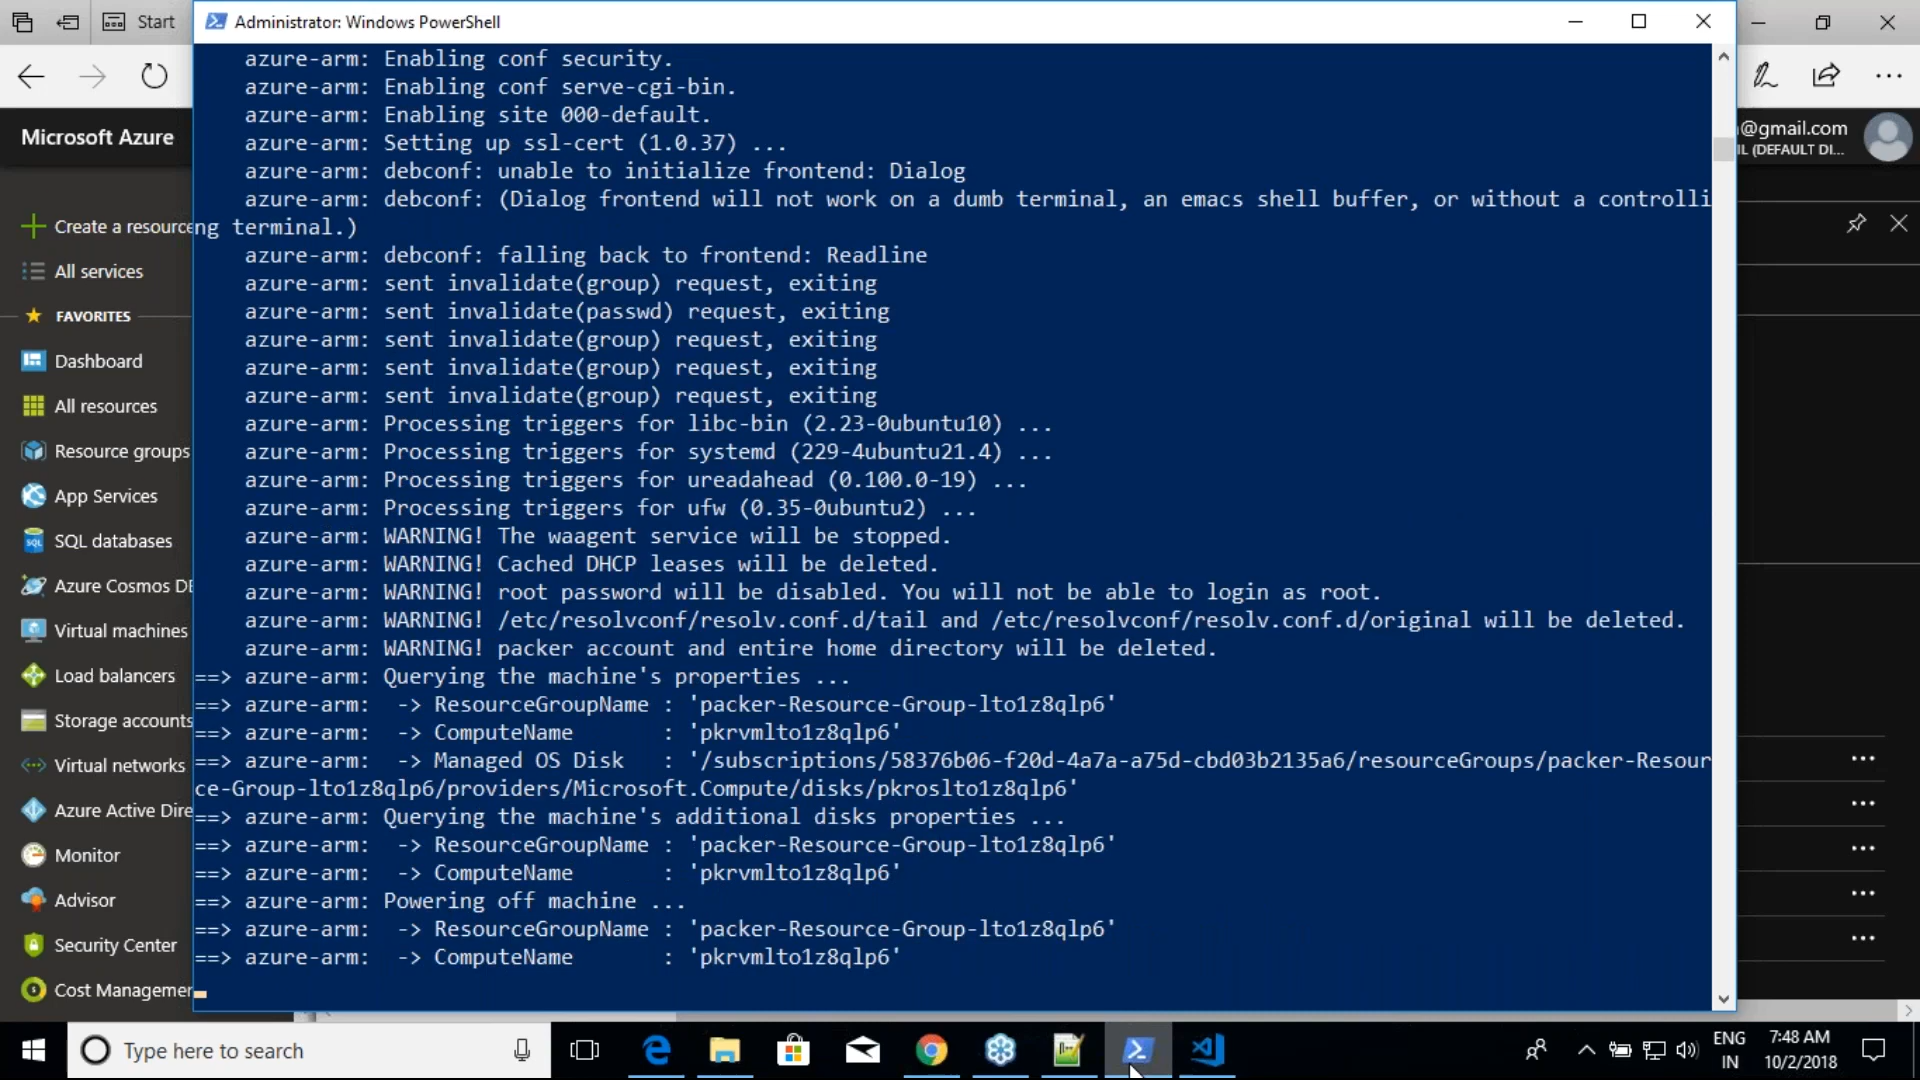 Start
Administrator: Windows PowerShell
Microsoft Azure
@gmail.com
IL (DEFAULT DI...
Create a resource
All services
FAVORITES
Dashboard
All resources
Resource groups
App Services
SQL databases
Azure Cosmos DB
Virtual machines
Load balancers
Storage accounts
Virtual networks
Azure Active Dire
Monitor
Advisor
Security Center
Cost Managemen
azure-arm: Enabling conf security.
azure-arm: Enabling conf serve-cgi-bin.
azure-arm: Enabling site 000-default.
azure-arm: Setting up ssl-cert (1.0.37) ...
azure-arm: debconf: unable to initialize frontend: Dialog
azure-arm: debconf: (Dialog frontend will not work on a dumb terminal, an emacs shell buffer, or without a controlli
ng terminal.)
azure-arm: debconf: falling back to frontend: Readline
azure-arm: sent invalidate(group) request, exiting
azure-arm: sent invalidate(passwd) request, exiting
azure-arm: sent invalidate(group) request, exiting
azure-arm: sent invalidate(group) request, exiting
azure-arm: sent invalidate(group) request, exiting
azure-arm: Processing triggers for libc-bin (2.23-0ubuntu10) ...
azure-arm: Processing triggers for systemd (229-4ubuntu21.4) ...
azure-arm: Processing triggers for ureadahead (0.100.0-19) ...
azure-arm: Processing triggers for ufw (0.35-0ubuntu2) ...
azure-arm: WARNING! The waagent service will be stopped.
azure-arm: WARNING! Cached DHCP leases will be deleted.
azure-arm: WARNING! root password will be disabled. You will not be able to login as root.
azure-arm: WARNING! /etc/resolvconf/resolv.conf.d/tail and /etc/resolvconf/resolv.conf.d/original will be deleted.
azure-arm: WARNING! packer account and entire home directory will be deleted.
==> azure-arm: Querying the machine's properties ...
==> azure-arm:  -> ResourceGroupName : 'packer-Resource-Group-lto1z8qlp6'
==> azure-arm:  -> ComputeName       : 'pkrvmlto1z8qlp6'
==> azure-arm:  -> Managed OS Disk   : '/subscriptions/58376b06-f20d-4a7a-a75d-cbd03b2135a6/resourceGroups/packer-Resour
ce-Group-lto1z8qlp6/providers/Microsoft.Compute/disks/pkroslto1z8qlp6'
==> azure-arm: Querying the machine's additional disks properties ...
==> azure-arm:  -> ResourceGroupName : 'packer-Resource-Group-lto1z8qlp6'
==> azure-arm:  -> ComputeName       : 'pkrvmlto1z8qlp6'
==> azure-arm: Powering off machine ...
==> azure-arm:  -> ResourceGroupName : 'packer-Resource-Group-lto1z8qlp6'
==> azure-arm:  -> ComputeName       : 'pkrvmlto1z8qlp6'
Type here to search
ENG
IN
7:48 AM
10/2/2018